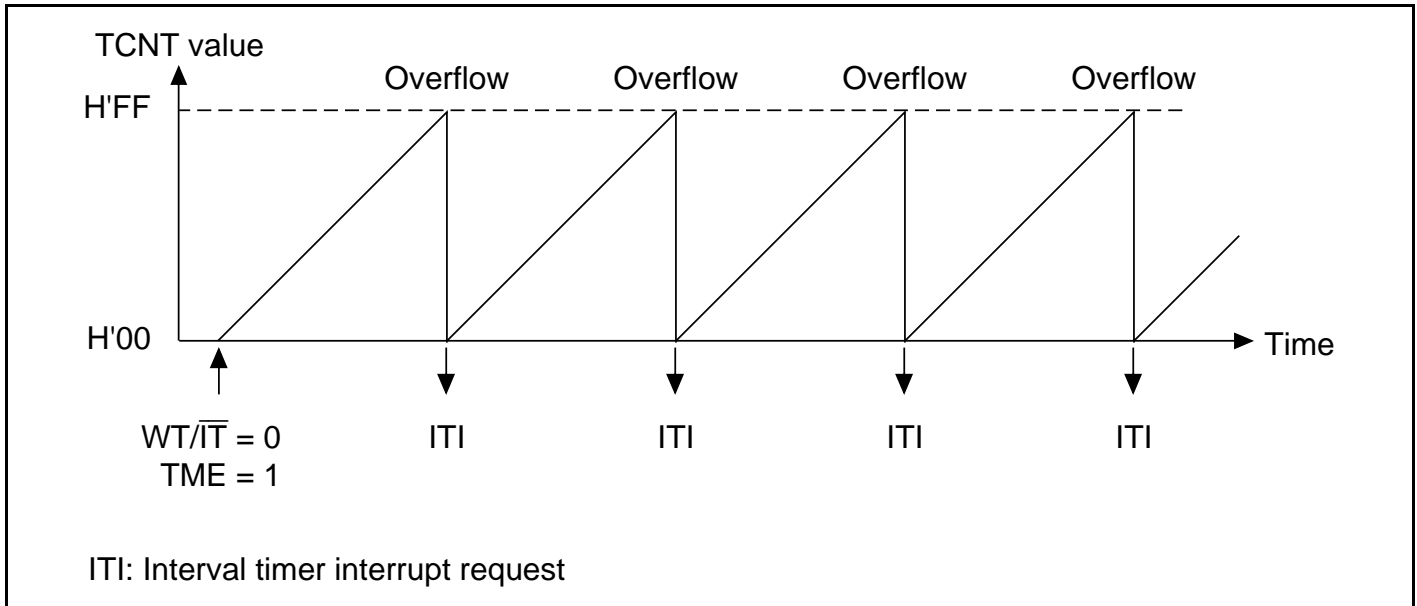 TCNT value
Overflow Overflow Overflow Overflow
H'FF
H'00
Time
WT/I̅T̅ = 0 ITI ITI ITI ITI
TME = 1
ITI: Interval timer interrupt request